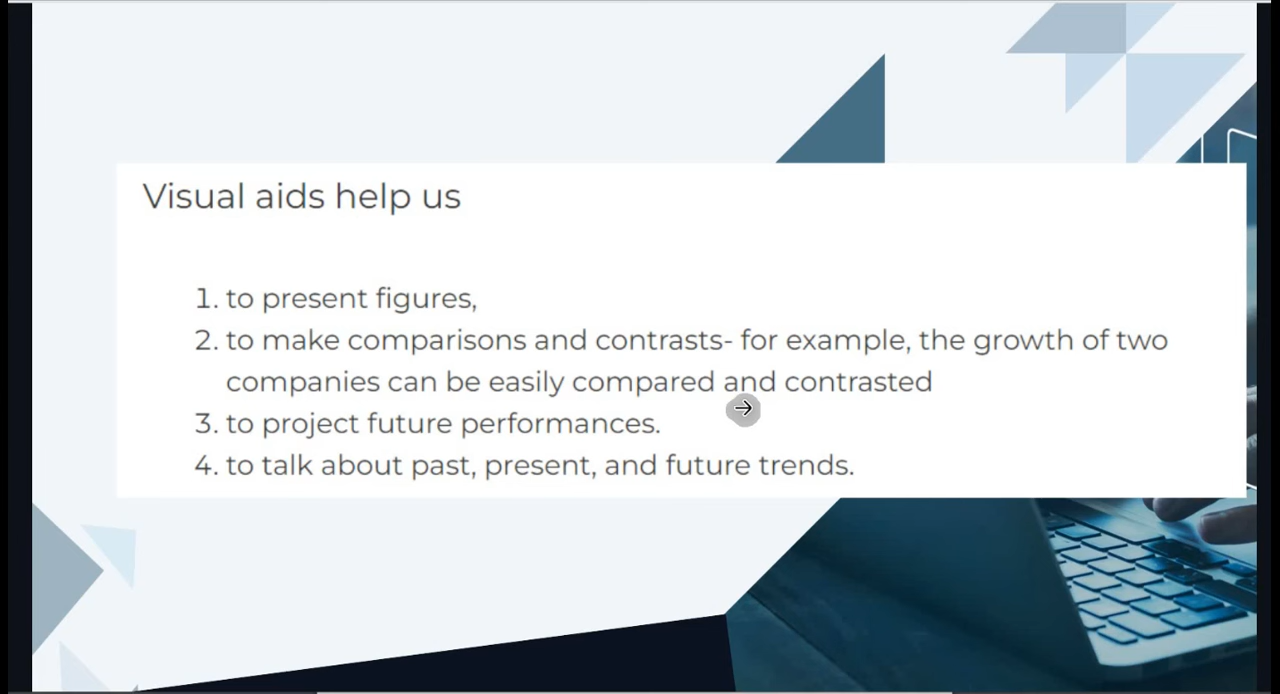 Visual aids help us
1. to present figures,
2. to make comparisons and contrasts- for example, the growth of two
companies can be easily compared and contrasted
3. to project future performances.
4. to talk about past, present, and future trends.